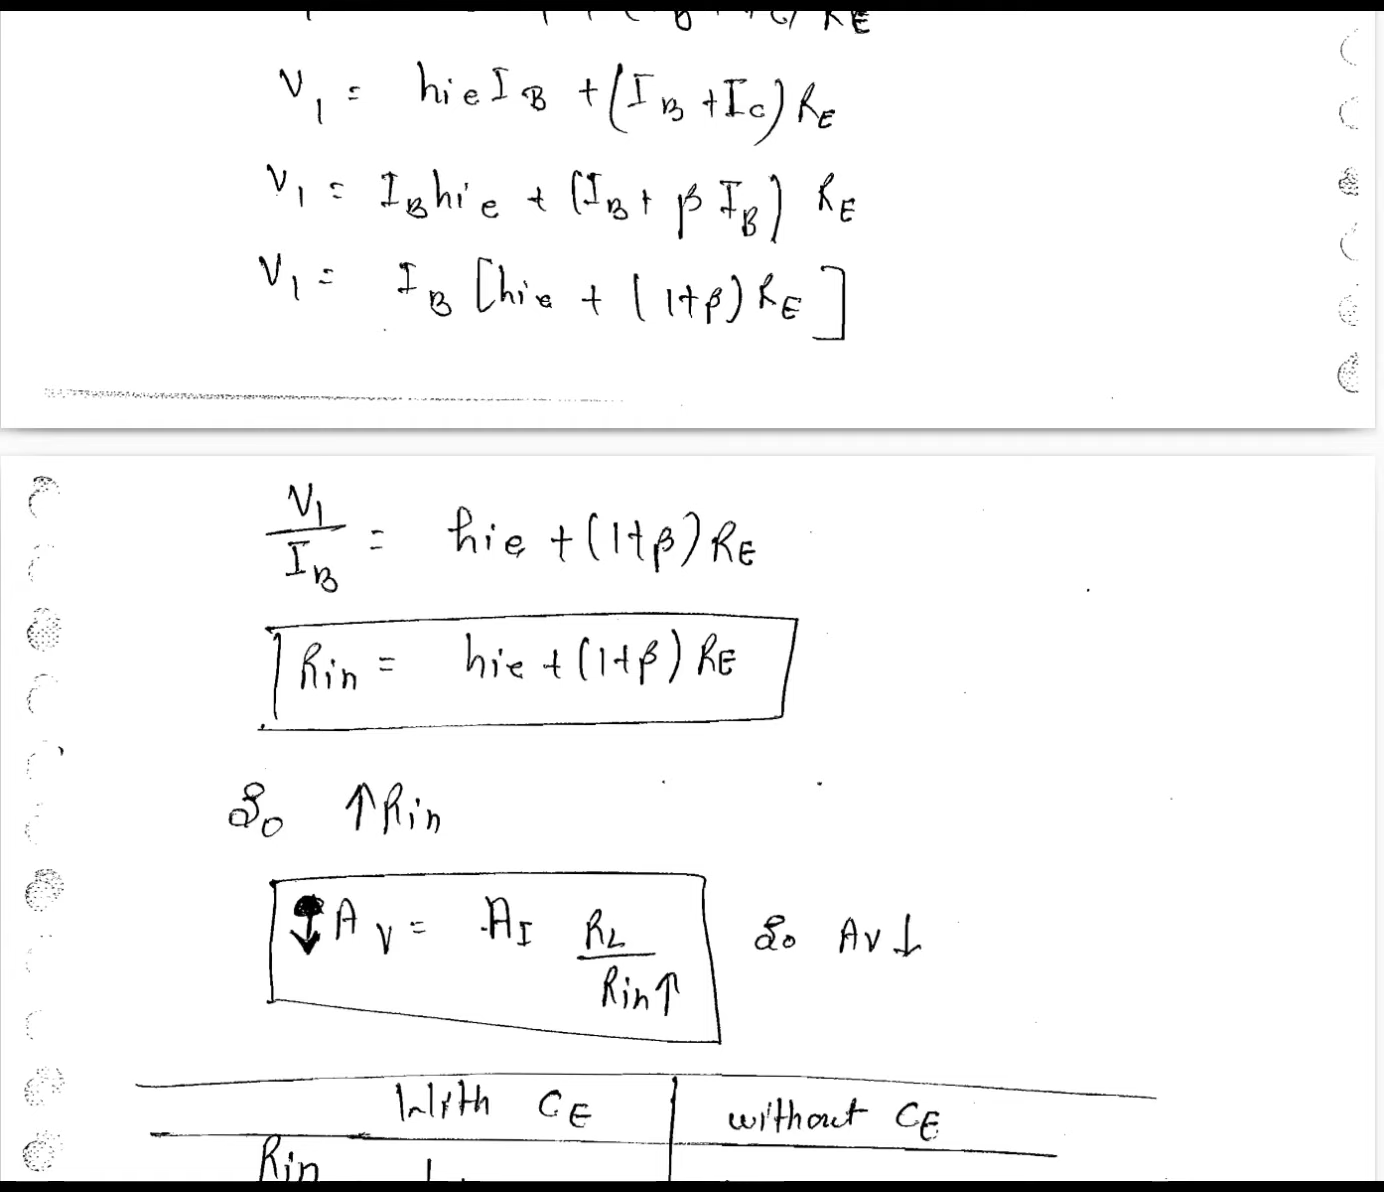 RE
V1 = hie IB + (IB + Ic) RE
V1 = IB hie + (IB + β IB) RE
V1 = IB [hie + (1+β) RE]
V1/IB = hie + (1+β) RE
Rin = hie + (1+β) RE
So ↑Rin
↓AV = AI RL/Rin↑ So AV↓
With CE without CE
Rin